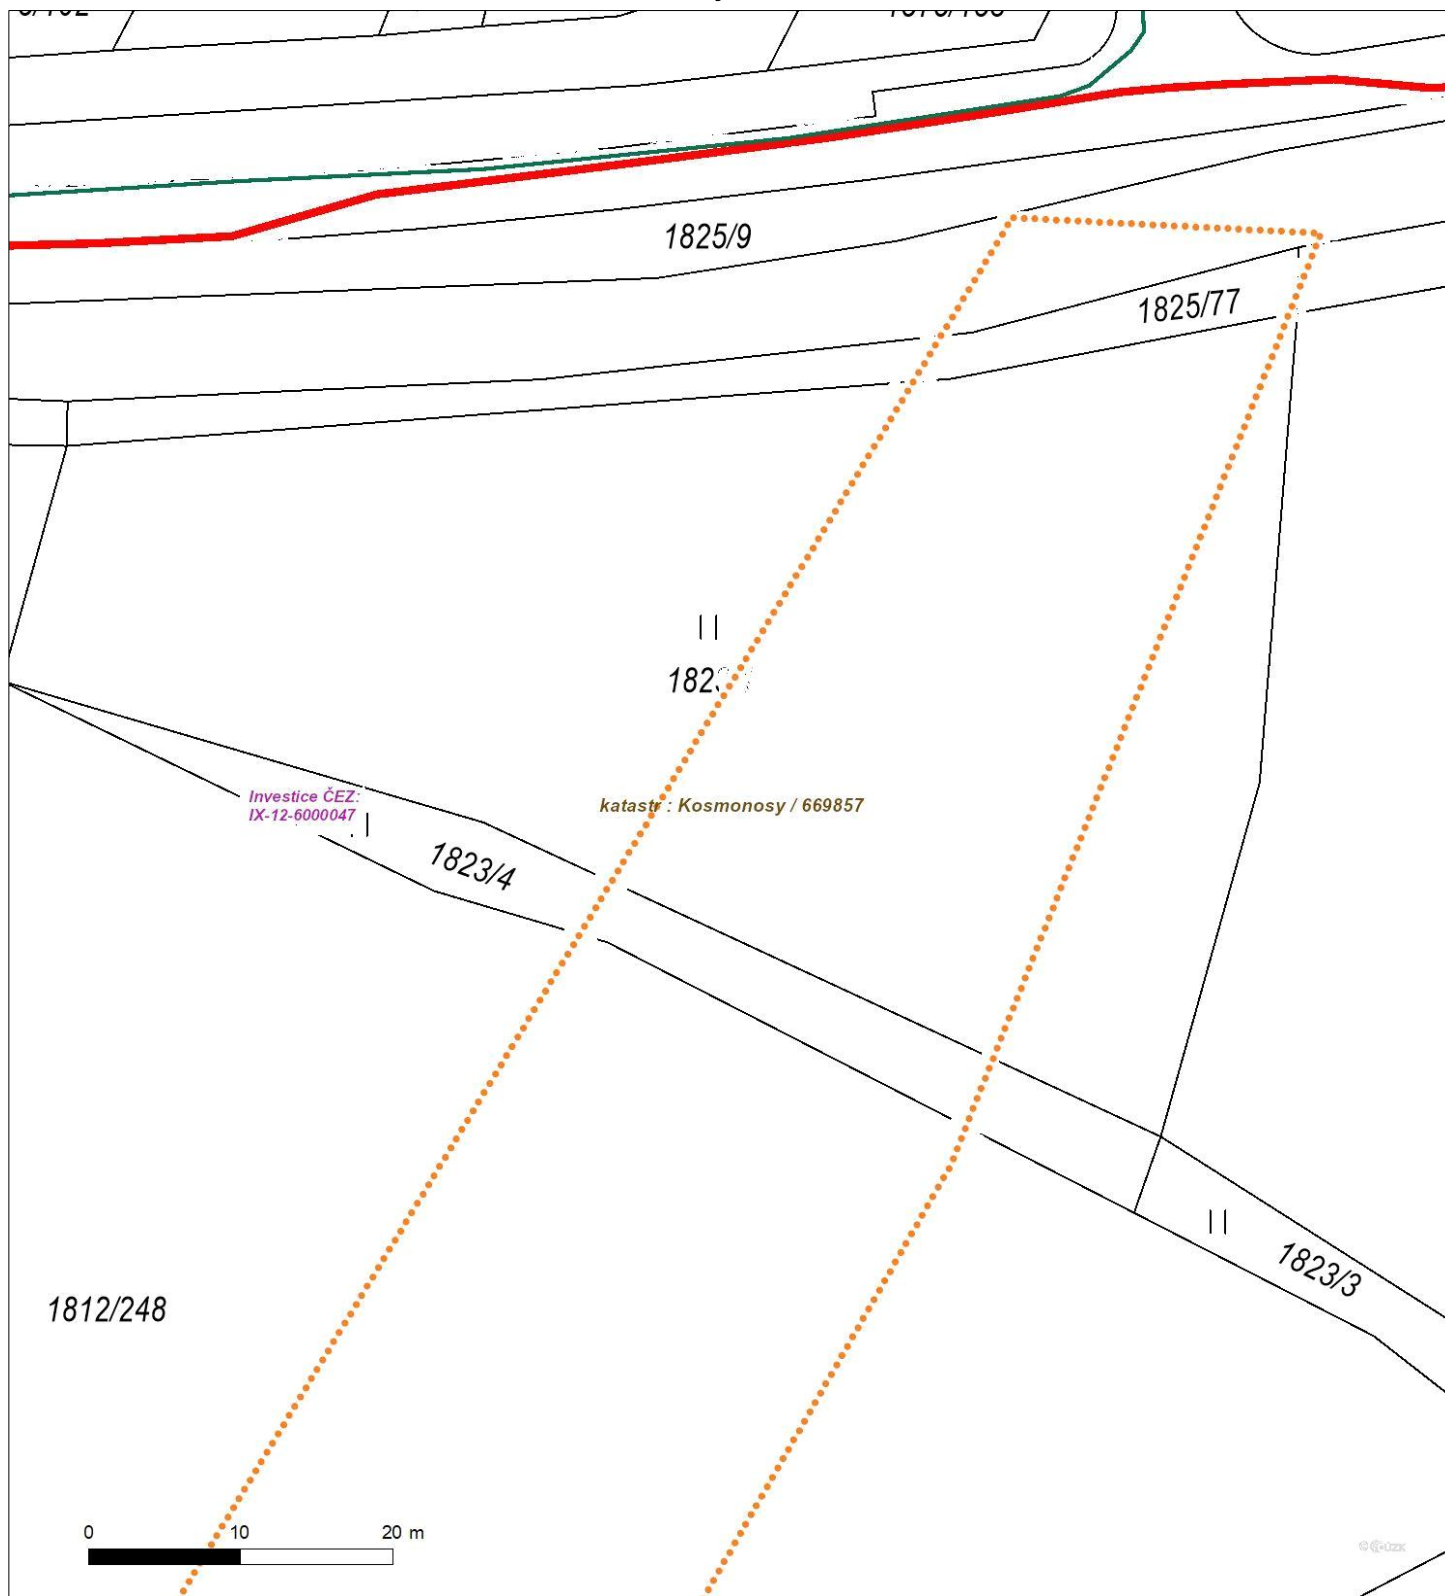 1825/9
1825/77
Investice ČEZ:
IX-12-6000047
katastr : Kosmonosy / 669857
1823/4
1823/3
1812/248
0 10 20 m